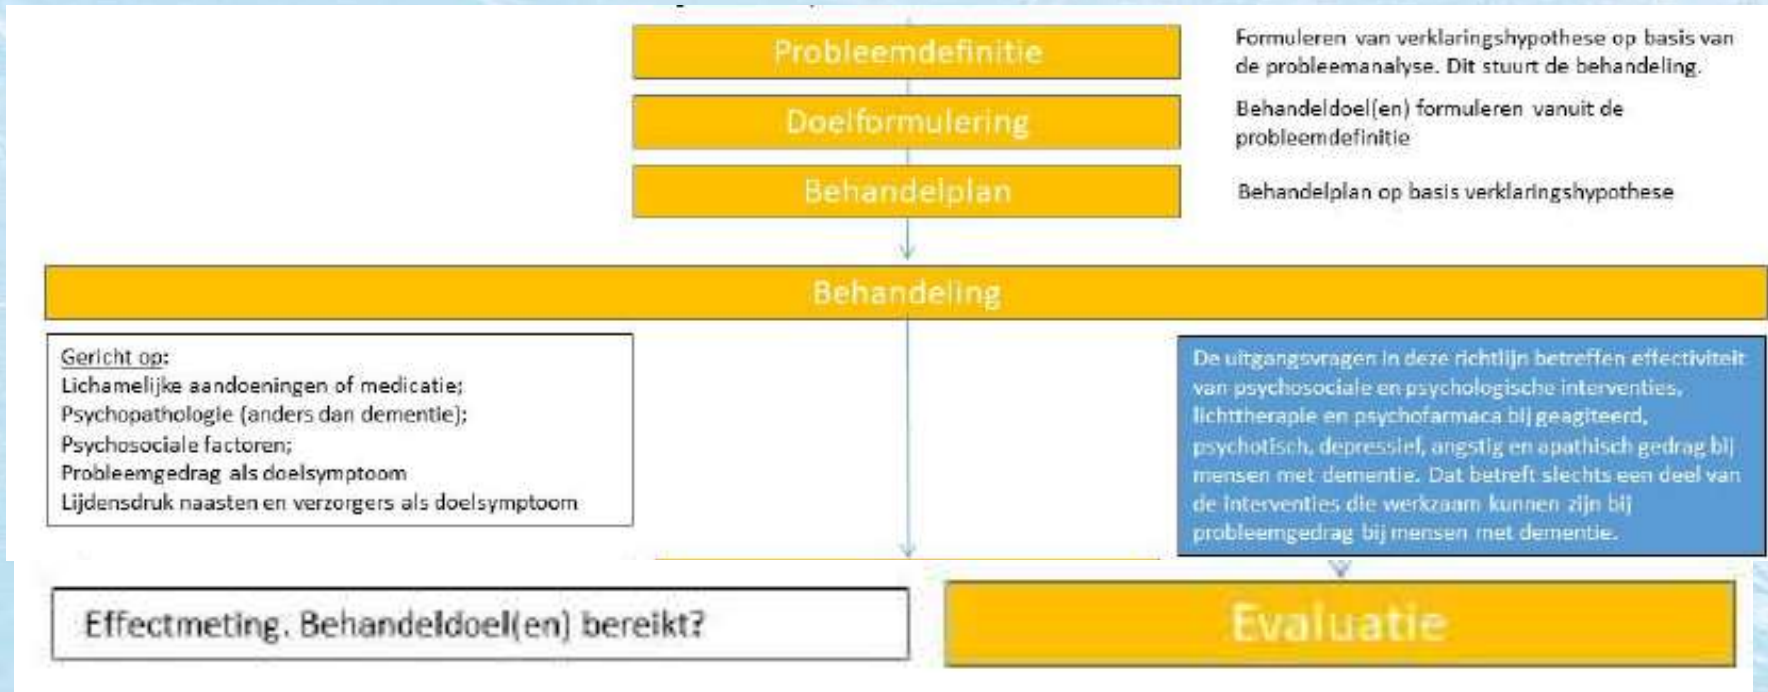 Probleemdefinitie
Formuleren van verklaringshypothese op basis van
de probleemanalyse. Dit stuurt de behandeling.
Doelformulering
Behandeldoel(en) formuleren vanuit de
probleemdefinitie
Behandelplan
Behandelplan op basis verklaringshypothese
Behandeling
Gericht op:
Lichamelijke aandoeningen of medicatie;
Psychopathologie (anders dan dementie);
Psychosociale factoren;
Probleemgedrag als doelsymptoom
Lijdensdruk naasten en verzorgers als doelsymptoom
De uitgangsvragen in deze richtlijn betreffen effectiviteit
van psychosociale en psychologische interventies,
lichttherapie en psychofarmaca bij geagiteerd,
psychotisch, depressief, angstig en apathisch gedrag bij
mensen met dementie. Dat betreft slechts een deel van
de interventies die werkzaam kunnen zijn bij
probleemgedrag bij mensen met dementie.
Effectmeting. Behandeldoel(en) bereikt?
Evaluatie